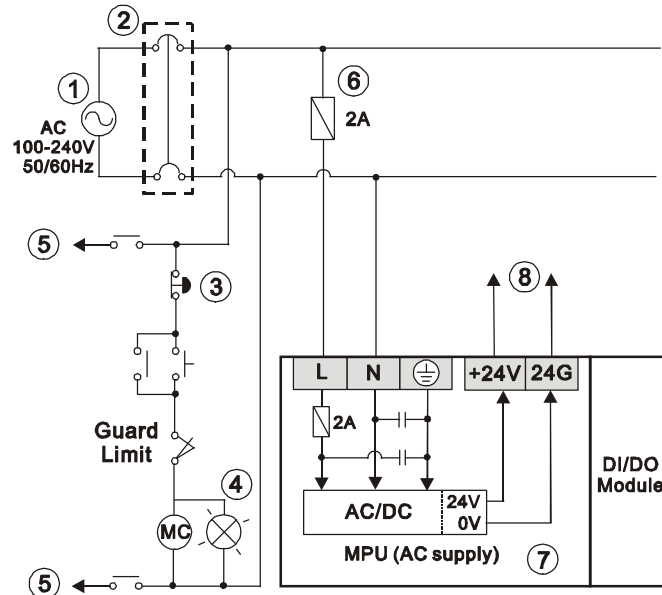 2
1
AC
100-240V
50/60Hz
6
2A
5
3
8
L N +24V 24G
Guard
Limit
2A
4
MC
AC/DC
24V
0V
DI/DO
Module
MPU (AC supply)
7
5